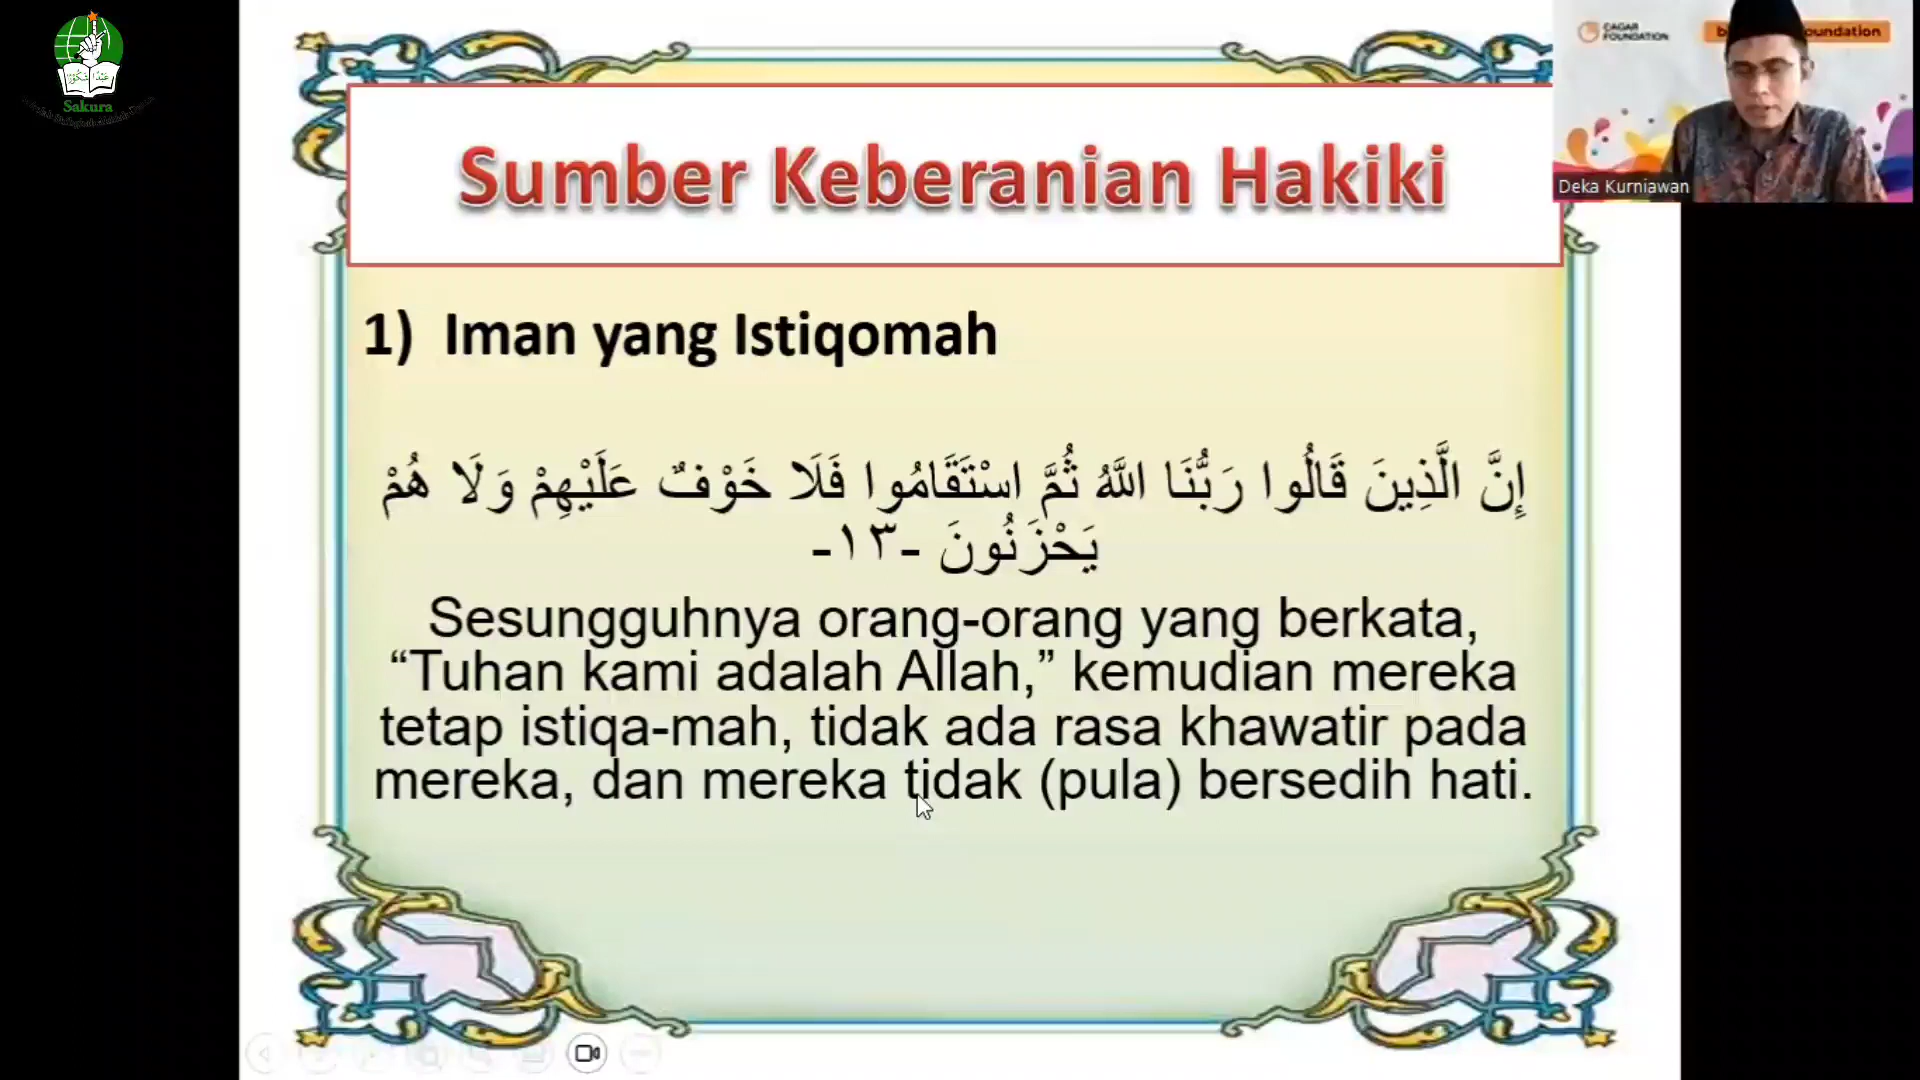 Sakura
CAGAR
FOUNDATION
Deka Kurniawan
Sumber Keberanian Hakiki
1) Iman yang Istiqomah
إِنَّ الَّذِينَ قَالُوا رَبُّنَا اللَّهُ ثُمَّ اسْتَقَامُوا فَلَا خَوْفٌ عَلَيْهِمْ وَلَا هُمْ
يَحْزَنُونَ -١٣-
Sesungguhnya orang-orang yang berkata,
“Tuhan kami adalah Allah,” kemudian mereka
tetap istiqa-mah, tidak ada rasa khawatir pada
mereka, dan mereka tidak (pula) bersedih hati.